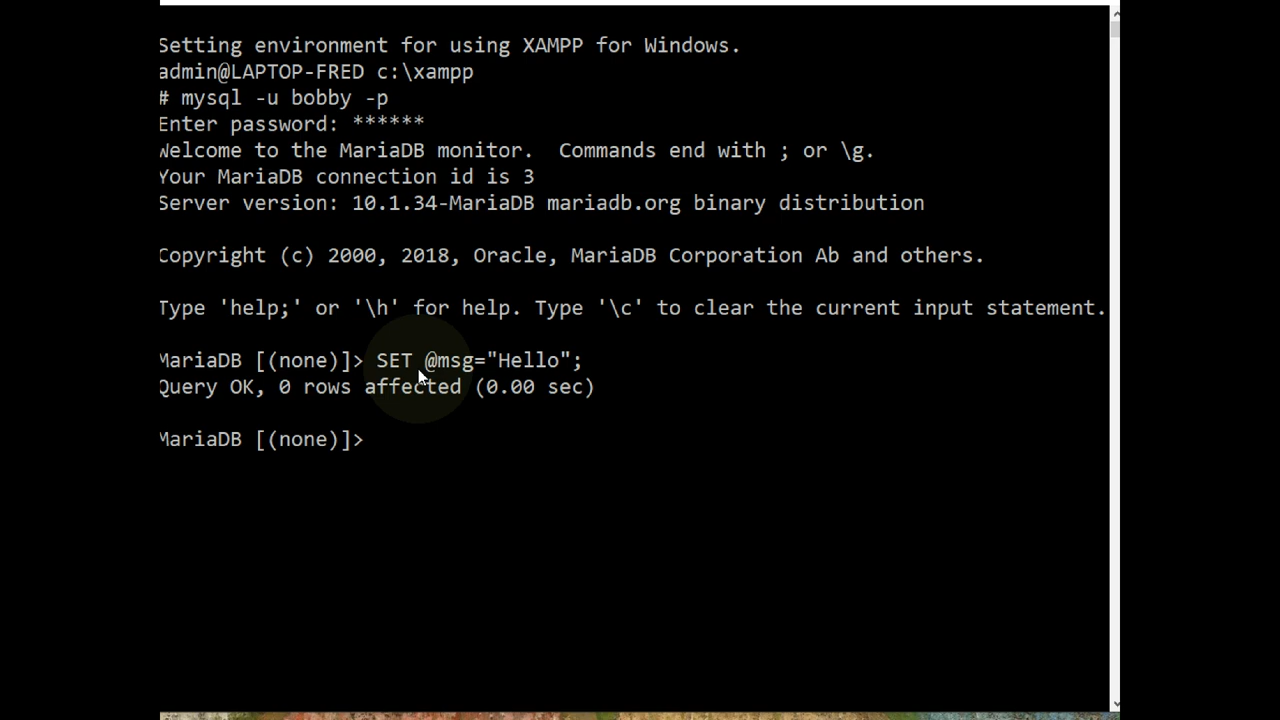 Setting environment for using XAMPP for Windows.
admin@LAPTOP-FRED c:\xampp
# mysql -u bobby -p
Enter password: ******
Welcome to the MariaDB monitor.  Commands end with ; or \g.
Your MariaDB connection id is 3
Server version: 10.1.34-MariaDB mariadb.org binary distribution
Copyright (c) 2000, 2018, Oracle, MariaDB Corporation Ab and others.
Type 'help;' or '\h' for help. Type '\c' to clear the current input statement.
MariaDB [(none)]> SET @msg="Hello";
Query OK, 0 rows affected (0.00 sec)
MariaDB [(none)]>